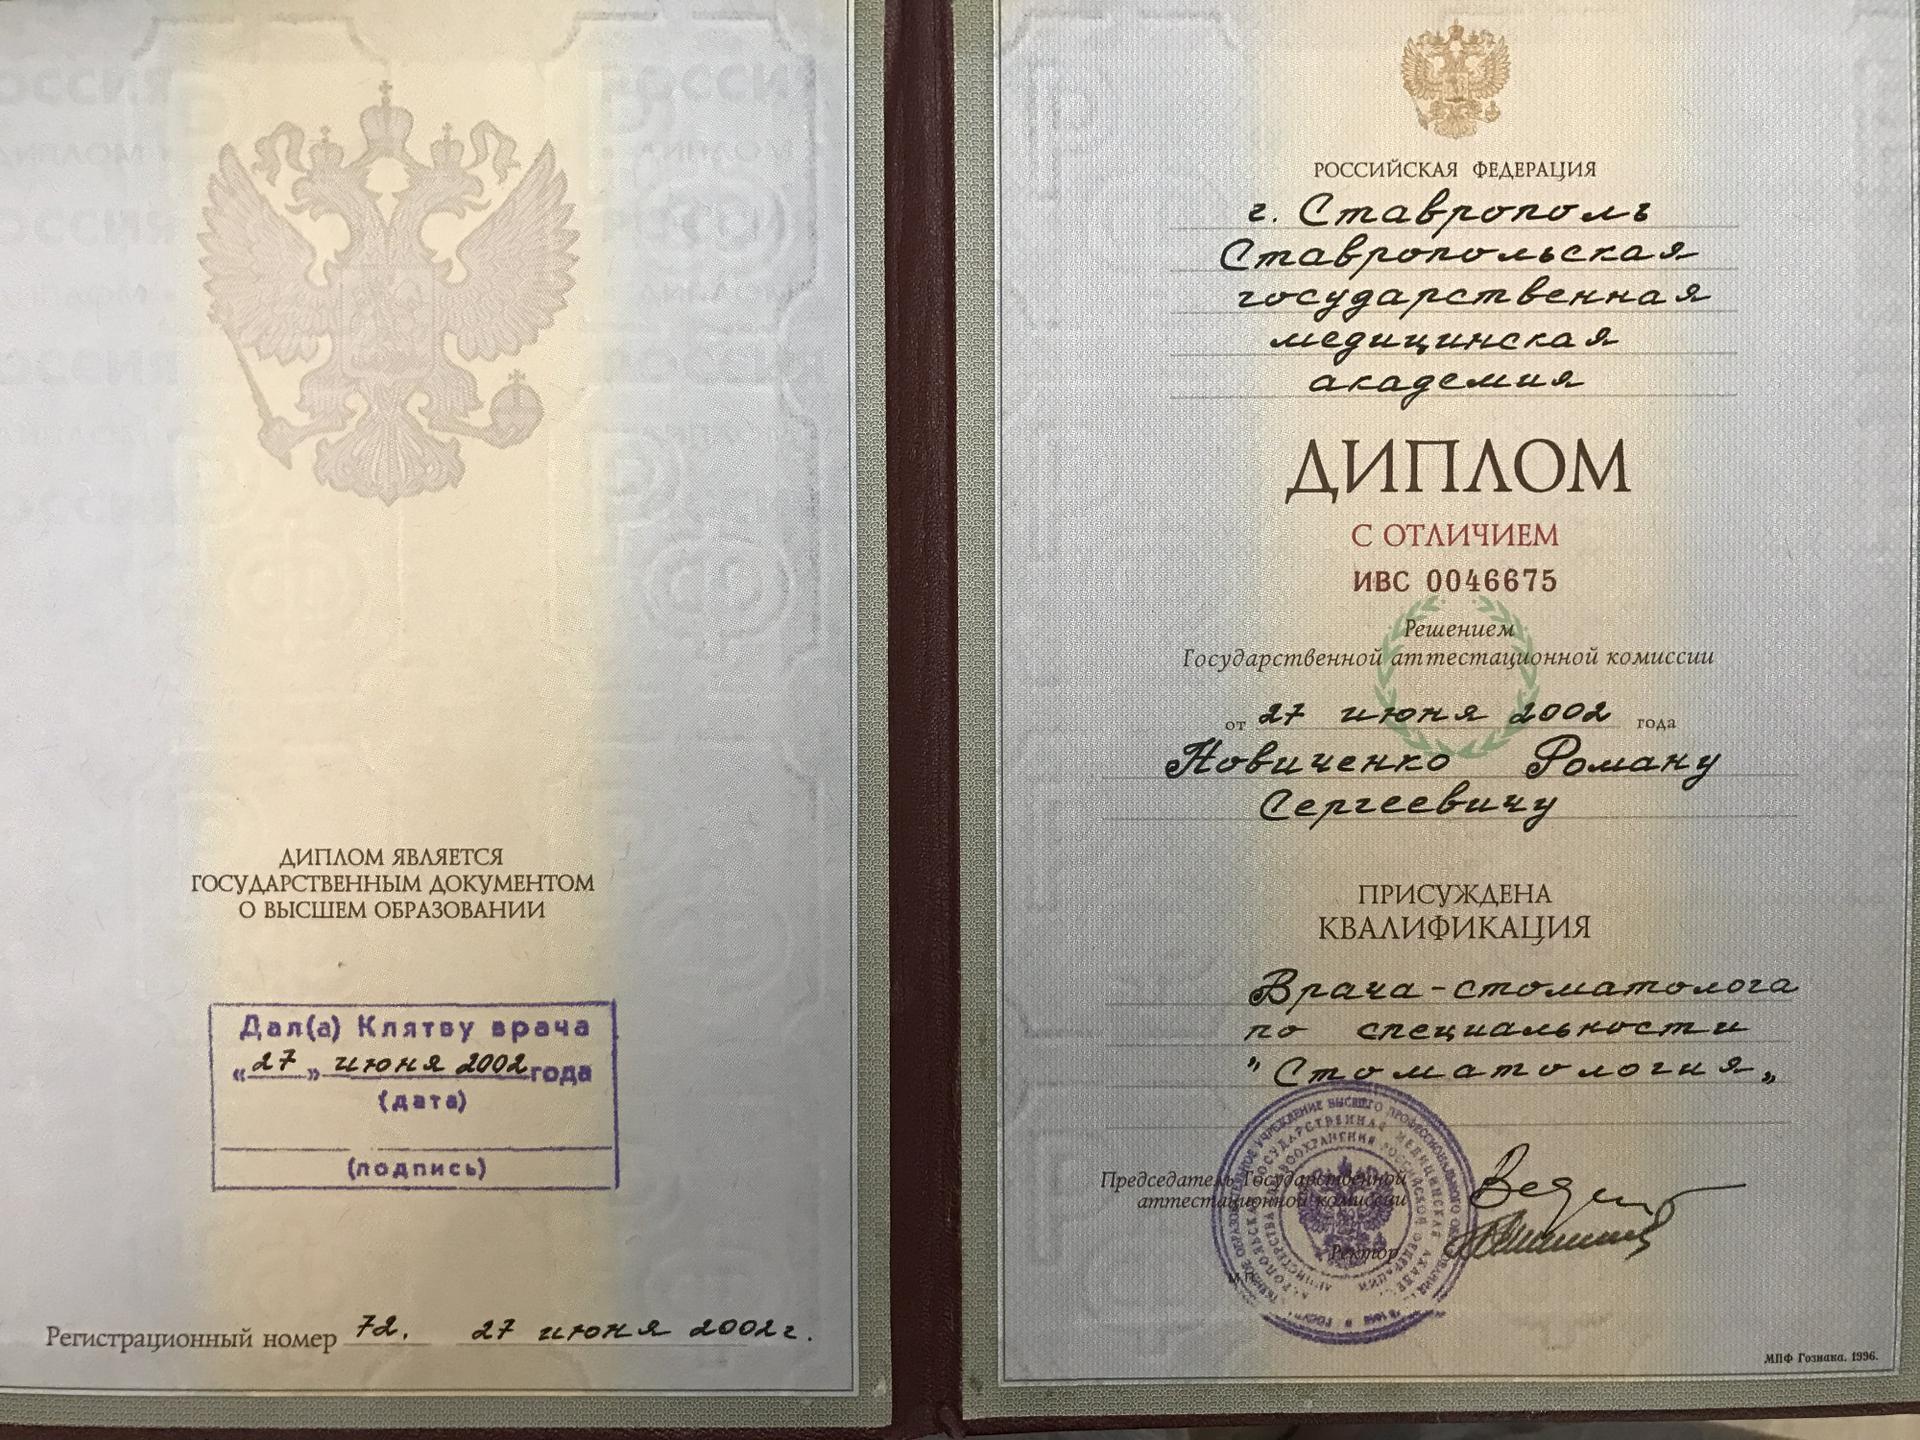 ДИПЛОМ ЯВЛЯЕТСЯ
ГОСУДАРСТВЕННЫМ ДОКУМЕНТОМ
О ВЫСШЕМ ОБРАЗОВАНИИ
Дал(а) Клятву врача
«27» июня 2002 года
(дата)
(подпись)
Регистрационный номер 72. 27 июня 2002 г.
РОССИЙСКАЯ ФЕДЕРАЦИЯ
г. Ставрополь
Ставропольская
государственная
медицинская
академия
ДИПЛОМ
С ОТЛИЧИЕМ
ИВС 0046675
Решением
Государственной аттестационной комиссии
от 27 июня 2002 года
Новиченко Роману
Сергеевичу
ПРИСУЖДЕНА
КВАЛИФИКАЦИЯ
Врача-стоматолога
по специальности
"Стоматология„
Председатель Государственной
аттестационной комиссии
Ректор
МПФ Гознака. 1996.